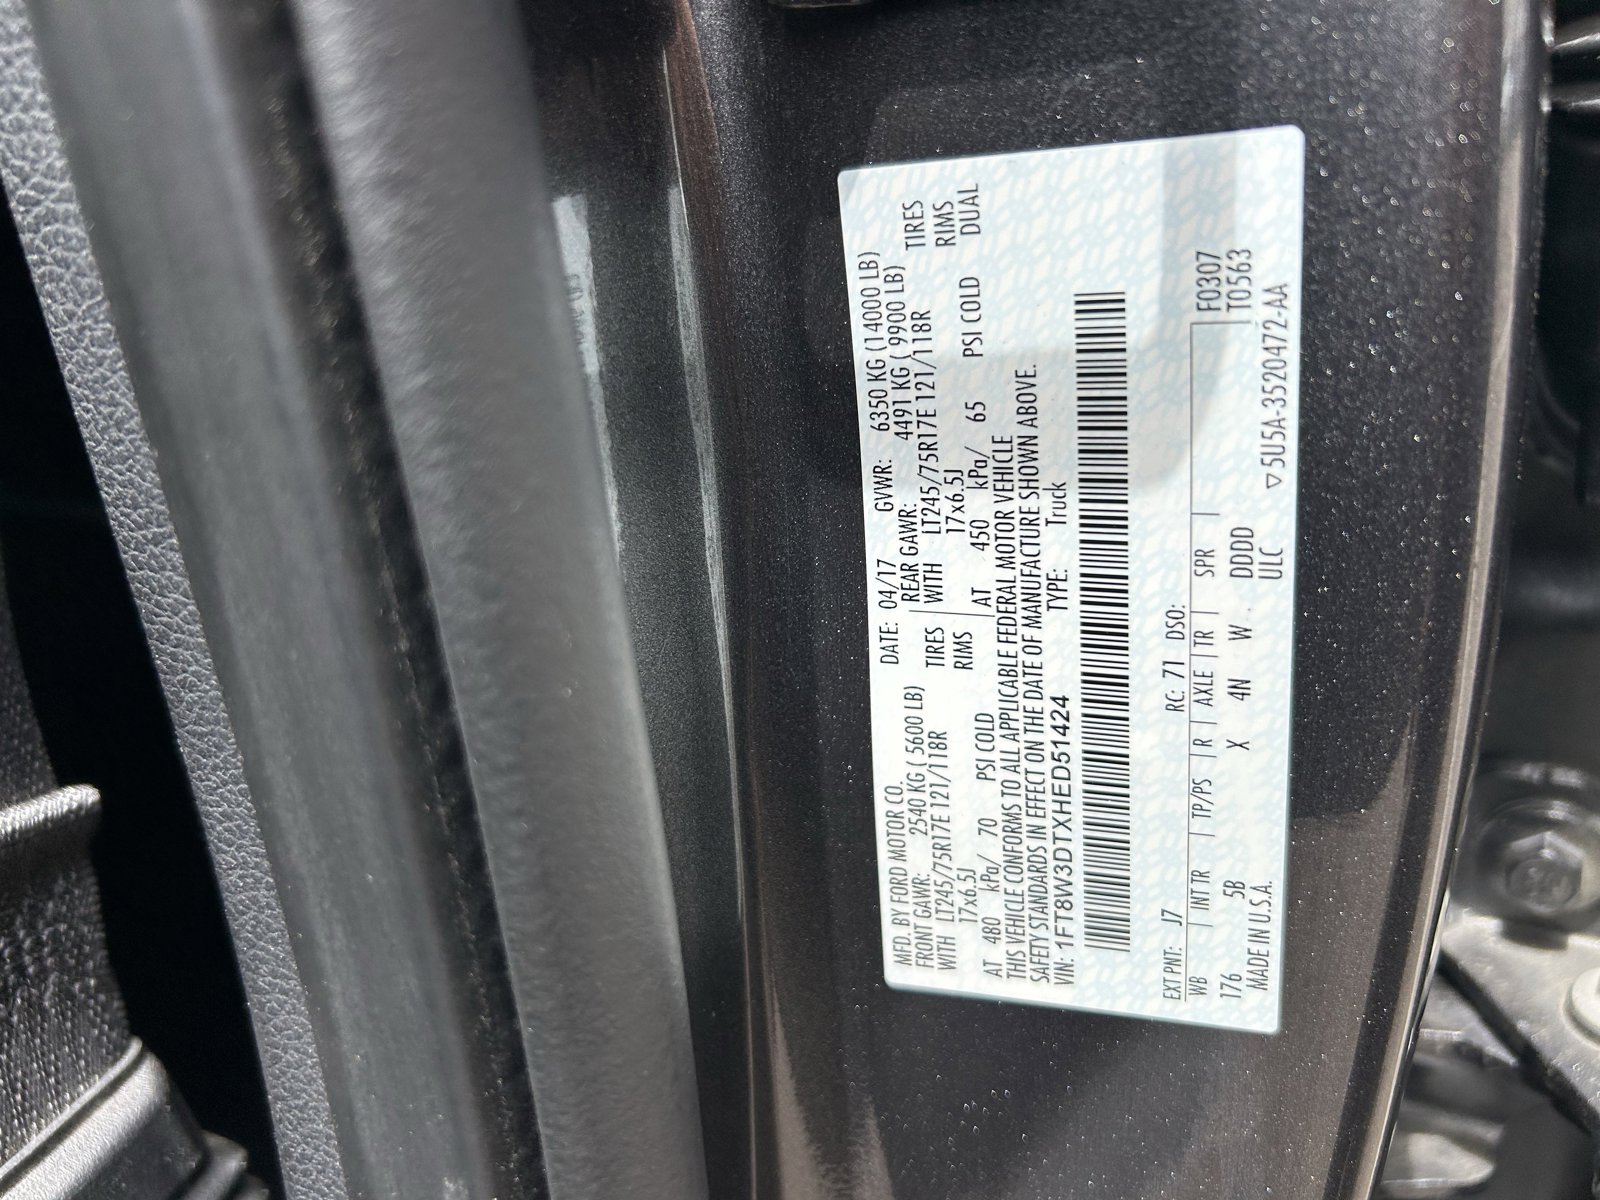 MFD. BY FORD MOTOR CO. DATE: 04/17 GVWR: 6350 KG (14000 LB)
FRONT GAWR: 2540 KG ( 5600 LB) REAR GAWR: 4491 KG ( 9900 LB)
WITH LT245/75R17E 121/118R TIRES WITH LT245/75R17E 121/118R TIRES
17x6.5J RIMS 17x6.5J RIMS
AT 480 kPa/ 70 PSI COLD AT 450 kPa/ 65 PSI COLD DUAL
THIS VEHICLE CONFORMS TO ALL APPLICABLE FEDERAL MOTOR VEHICLE
SAFETY STANDARDS IN EFFECT ON THE DATE OF MANUFACTURE SHOWN ABOVE.
VIN: 1FT8W3DTXHED51424 TYPE: Truck
EXT PNT: J7 RC: 71 DSO:
WB INT TR TP/PS R AXLE TR SPR F0307
176 5B X 4N W DDDD T0563
MADE IN U.S.A. ULC ▽5U5A-3520472-AA